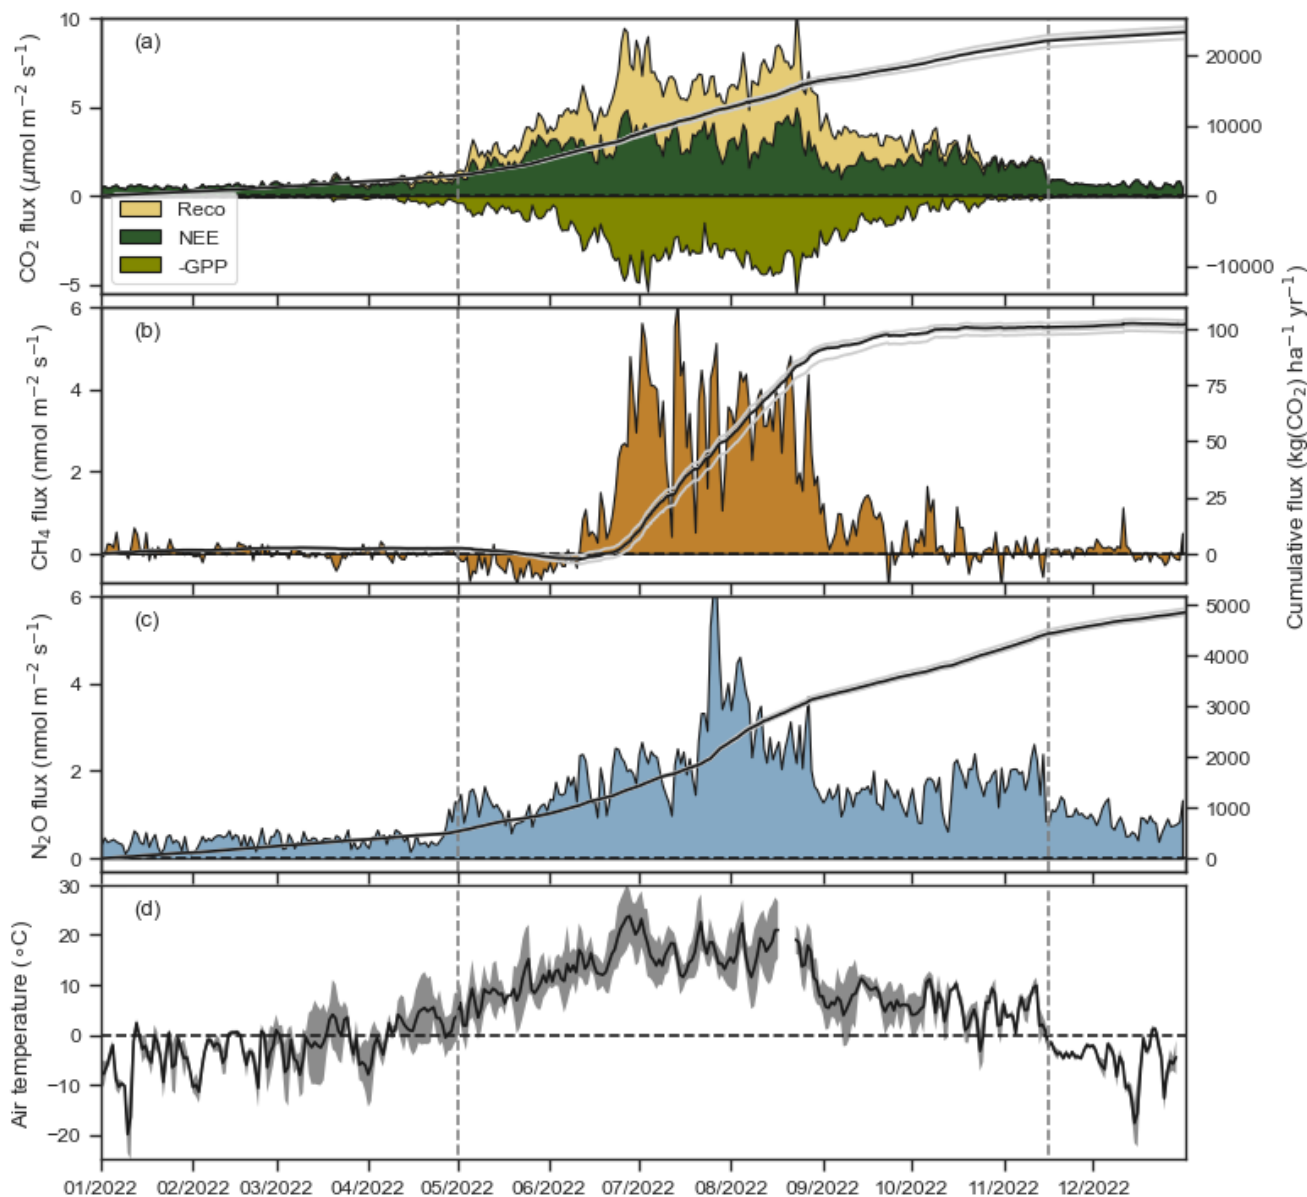 (a)
10
5
0
−5
CO₂ flux (μmol m⁻² s⁻¹)
Reco
NEE
-GPP
20000
10000
0
−10000
(b)
6
4
2
0
CH₄ flux (nmol m⁻² s⁻¹)
100
75
50
25
0
Cumulative flux (kg(CO₂) ha⁻¹ yr⁻¹)
(c)
6
4
2
0
N₂O flux (nmol m⁻² s⁻¹)
5000
4000
3000
2000
1000
0
(d)
30
20
10
0
−10
−20
Air temperature (∘C)
01/2022 02/2022 03/2022 04/2022 05/2022 06/2022 07/2022 08/2022 09/2022 10/2022 11/2022 12/2022